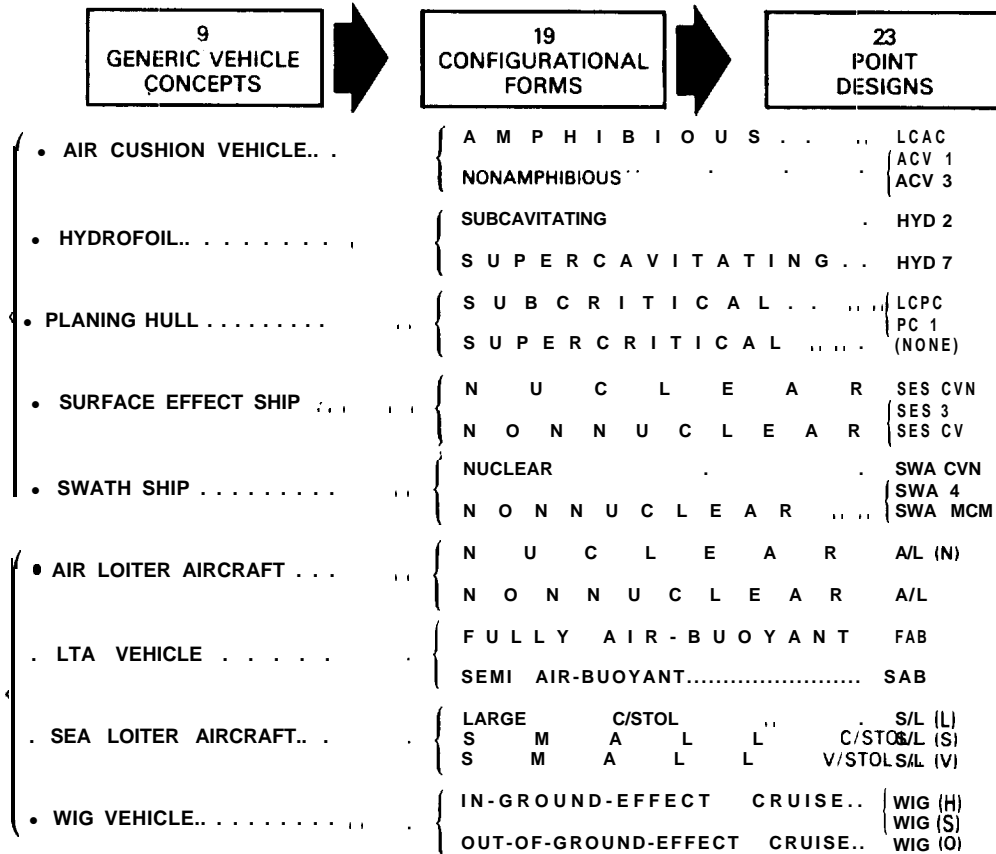 9
GENERIC VEHICLE
CONCEPTS
19
CONFIGURATIONAL
FORMS
23
POINT
DESIGNS
• AIR CUSHION VEHICLE.. .
AMPHIBIOUS . . ,, LCAC
NONAMPHIBIOUS . . . ACV 1
ACV 3
• HYDROFOIL.. . . . . . . . .
SUBCAVITATING . HYD 2
SUPERCAVITATING . . HYD 7
• PLANING HULL . . . . . . . . .
SUBCRITICAL . . LCPC
PC 1
SUPERCRITICAL . (NONE)
• SURFACE EFFECT SHIP
NUCLEAR SES CVN
SES 3
NONNUCLEAR SES CV
• SWATH SHIP . . . . . . . . .
NUCLEAR . . SWA CVN
SWA 4
NONNUCLEAR SWA MCM
• AIR LOITER AIRCRAFT . . .
NUCLEAR A/L (N)
NONNUCLEAR A/L
. LTA VEHICLE . . . . . .
FULLY AIR-BUOYANT FAB
SEMI AIR-BUOYANT........................ SAB
. SEA LOITER AIRCRAFT.. . .
LARGE C/STOL . S/L (L)
SMALL C/STOL S/L (S)
SMALL V/STOL S/L (V)
• WIG VEHICLE.. . . . . . . . . .
IN-GROUND-EFFECT CRUISE.. WIG (H)
WIG (S)
OUT-OF-GROUND-EFFECT CRUISE.. WIG (O)